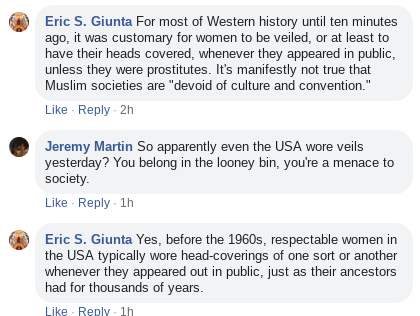 Eric S. Giunta For most of Western history until ten minutes
ago, it was customary for women to be veiled, or at least to
have their heads covered, whenever they appeared in public,
unless they were prostitutes. It's manifestly not true that
Muslim societies are "devoid of culture and convention."
Like · Reply · 2h
Jeremy Martin So apparently even the USA wore veils
yesterday? You belong in the looney bin, you're a menace to
society.
Like · Reply · 1h
Eric S. Giunta Yes, before the 1960s, respectable women in
the USA typically wore head-coverings of one sort or another
whenever they appeared out in public, just as their ancestors
had for thousands of years.
Like · Reply · 1h